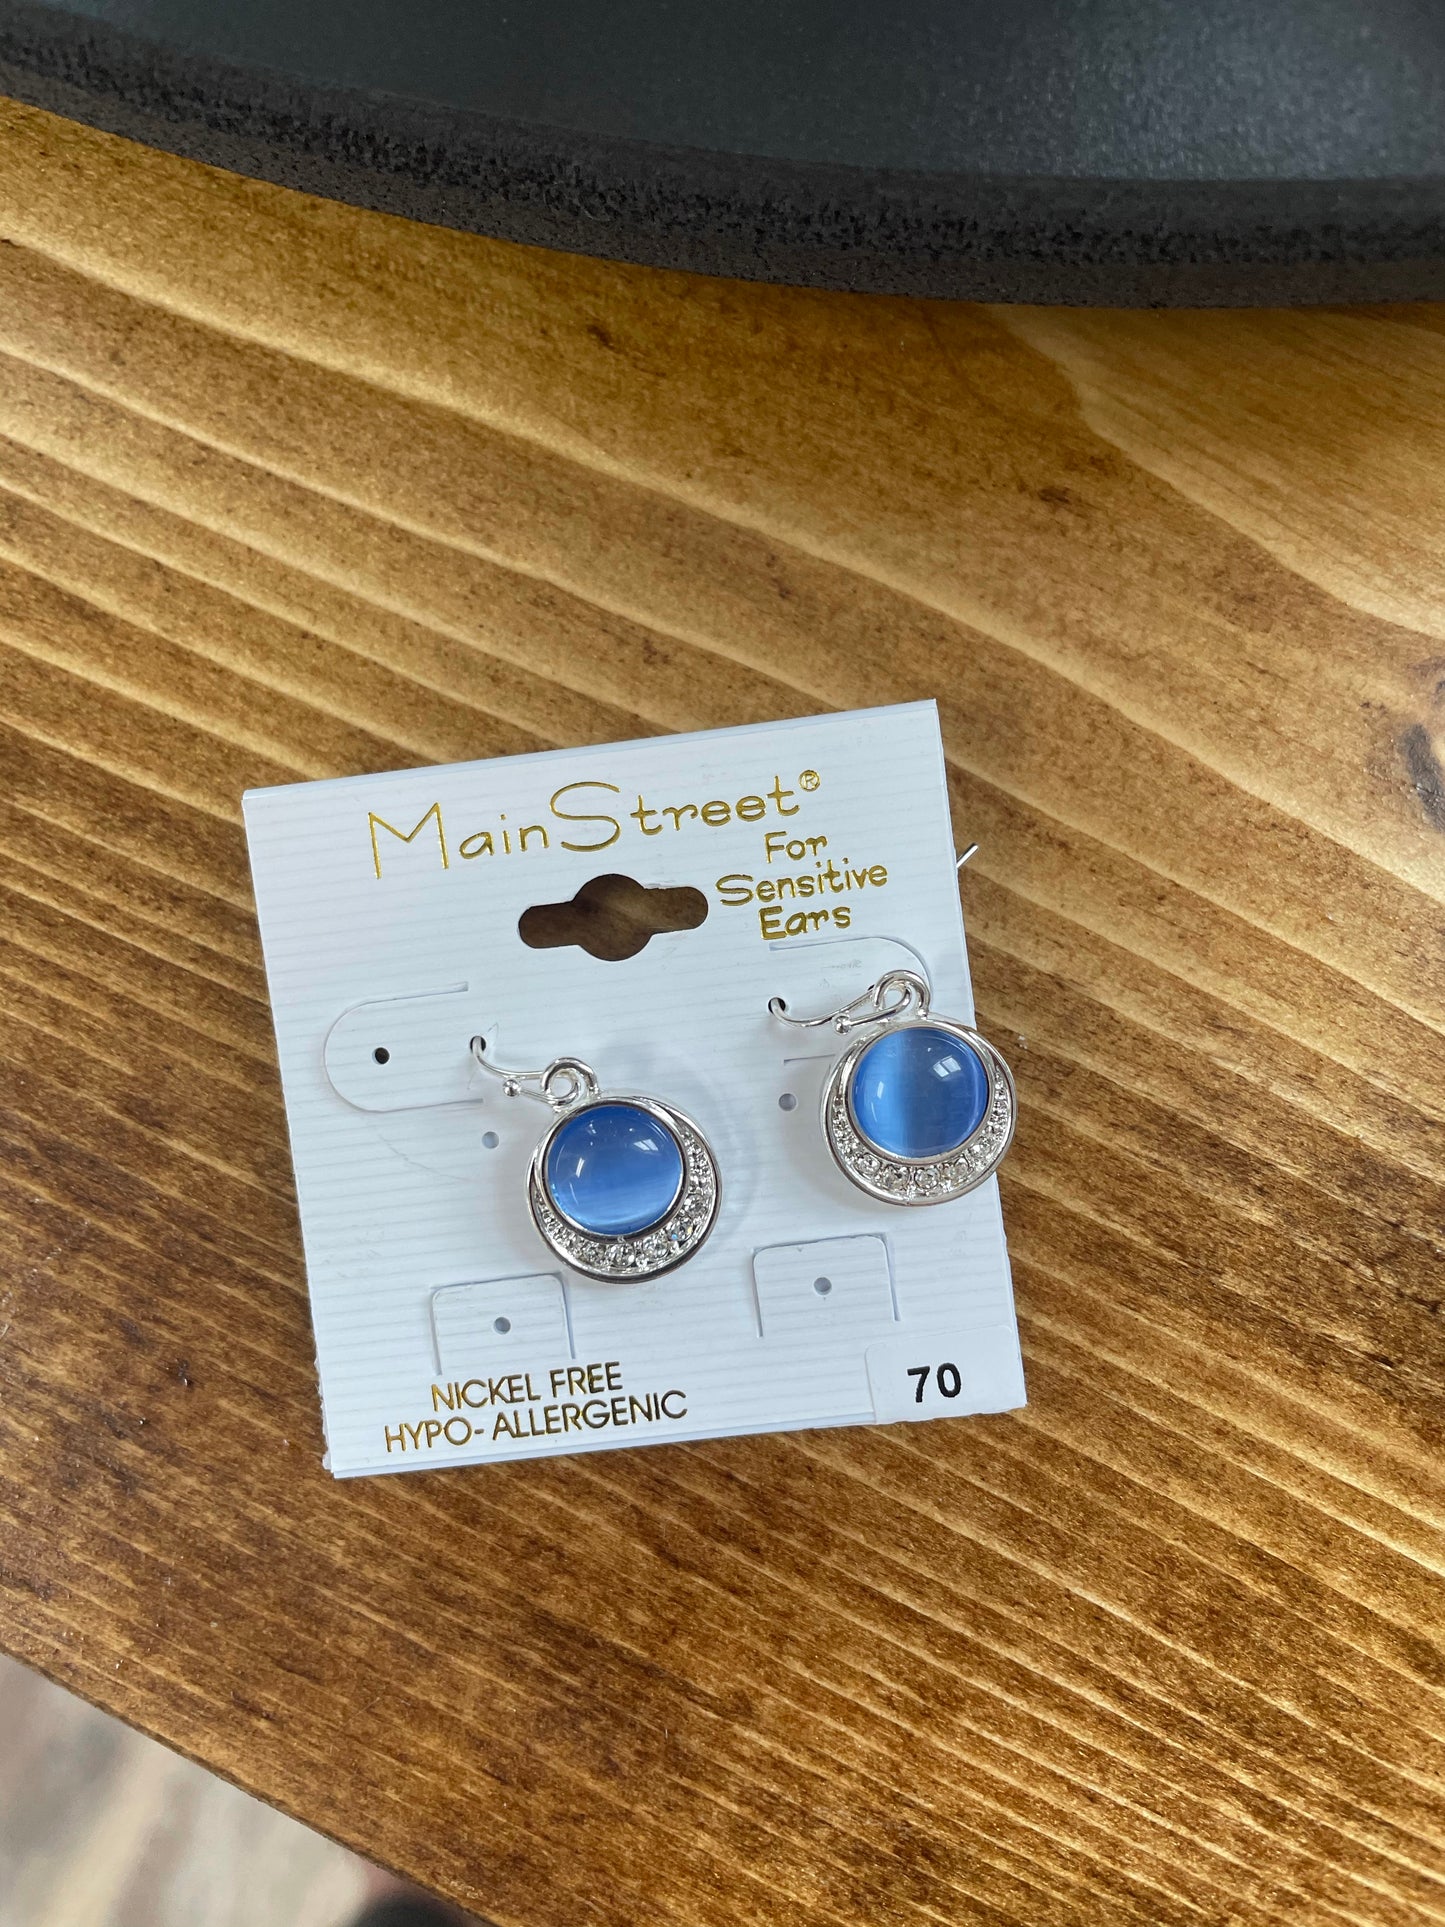 MainStreet®
For
Sensitive
Ears
NICKEL FREE
HYPO-ALLERGENIC
70